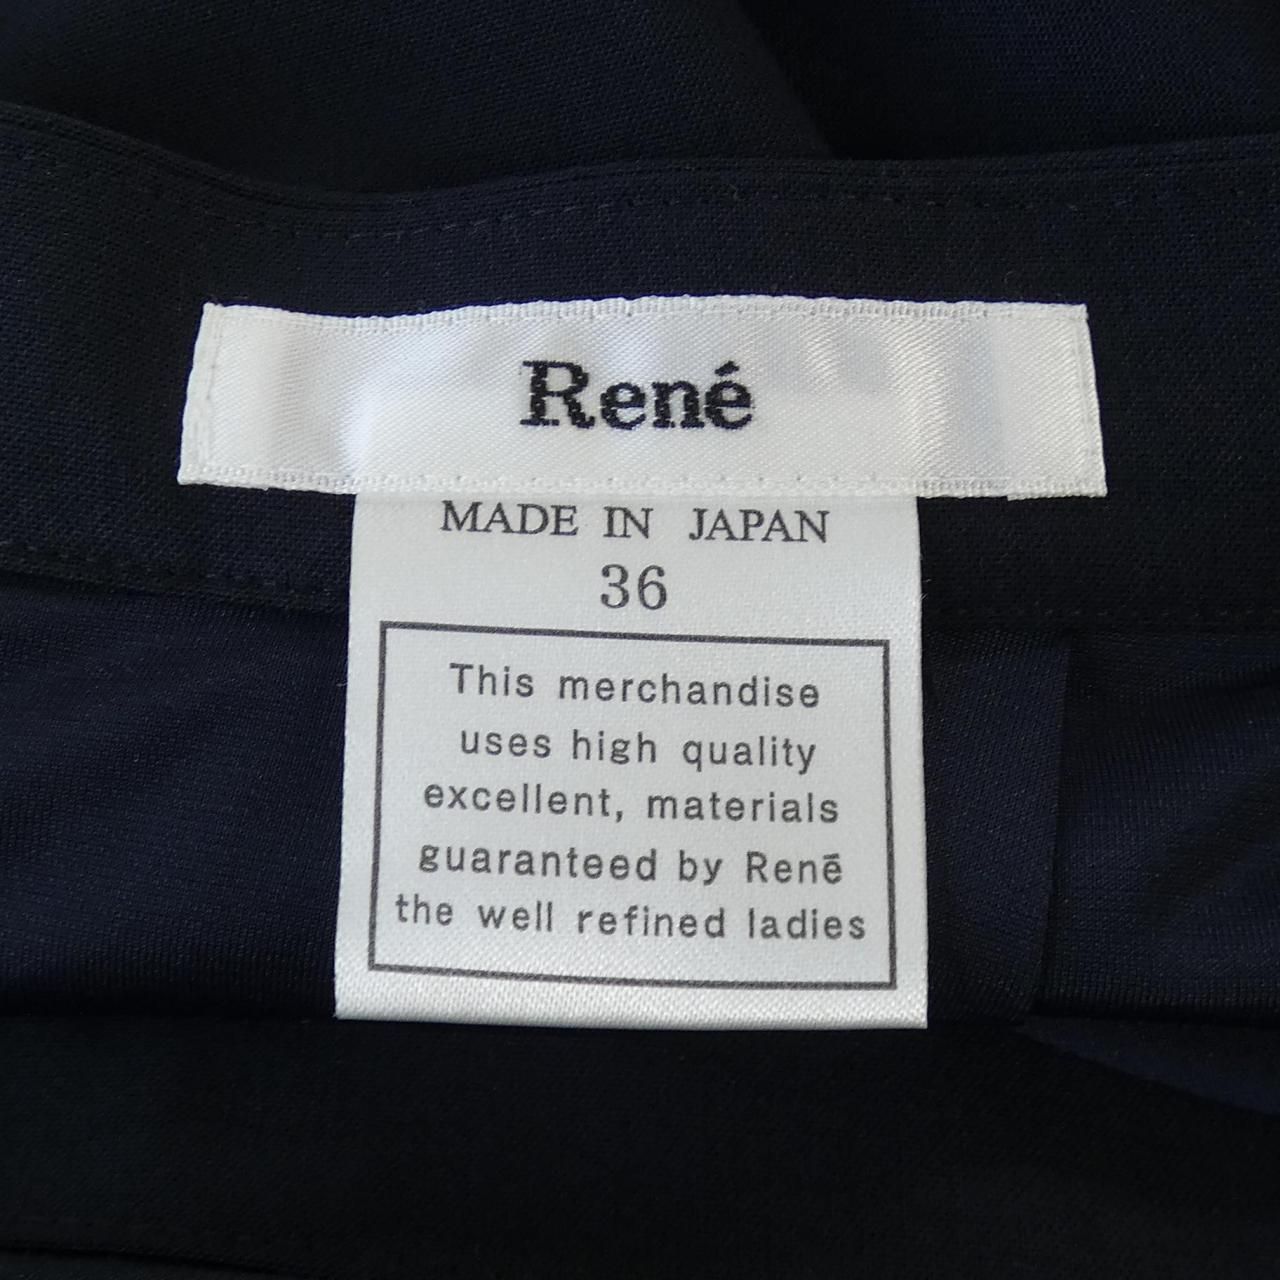 René
MADE IN JAPAN
36
This merchandise
uses high quality
excellent, materials
guaranteed by Renē
the well refined ladies